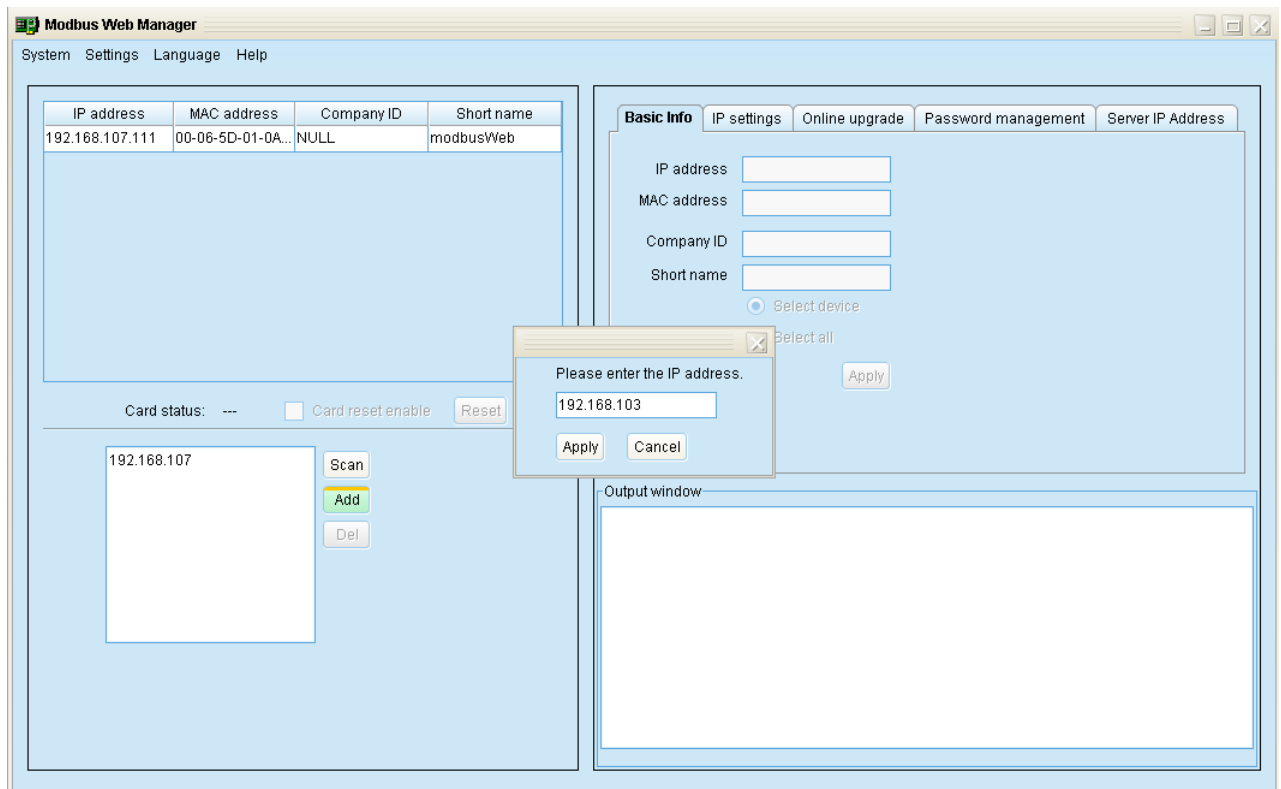 Modbus Web Manager
System Settings Language Help
IP address MAC address Company ID Short name
192.168.107.111 00-06-5D-01-0A... NULL modbusWeb
Card status: --- Card reset enable Reset
192.168.107
Scan
Add
Del
Basic Info IP settings Online upgrade Password management Server IP Address
IP address
MAC address
Company ID
Short name
Select device
Select all
Apply
Please enter the IP address.
192.168.103
Apply Cancel
Output window